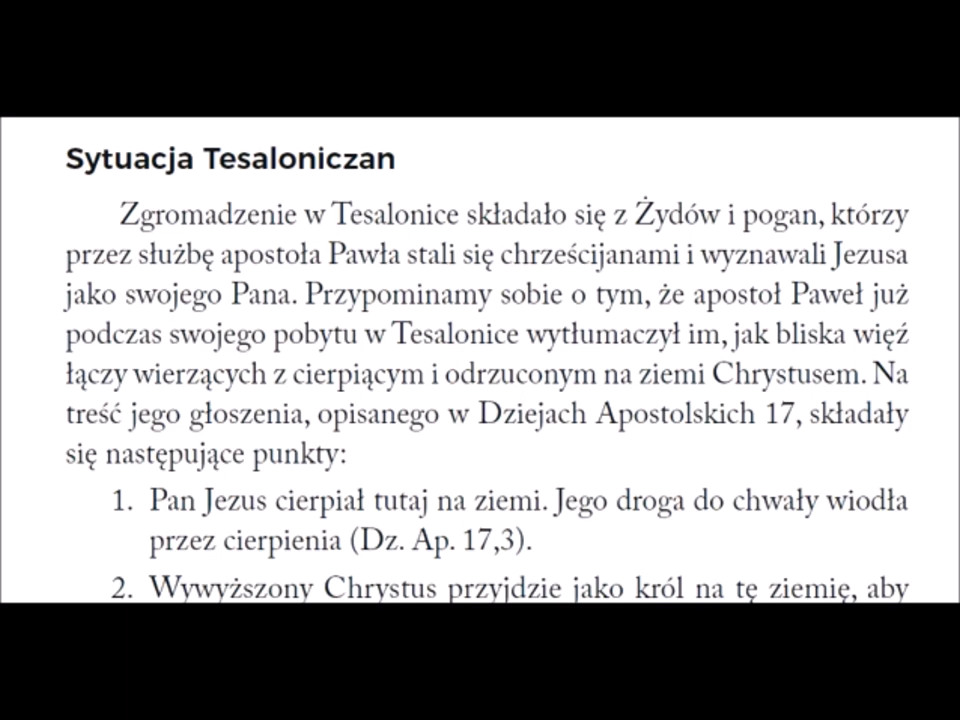 Sytuacja Tesaloniczan
Zgromadzenie w Tesalonice składało się z Żydów i pogan, którzy
przez służbę apostoła Pawła stali się chrześcijanami i wyznawali Jezusa
jako swojego Pana. Przypominamy sobie o tym, że apostoł Paweł już
podczas swojego pobytu w Tesalonice wytłumaczył im, jak bliska więź
łączy wierzących z cierpiącym i odrzuconym na ziemi Chrystusem. Na
treść jego głoszenia, opisanego w Dziejach Apostolskich 17, składały
się następujące punkty:
1. Pan Jezus cierpiał tutaj na ziemi. Jego droga do chwały wiodła
przez cierpienia (Dz. Ap. 17,3).
2. Wywyższony Chrystus przyjdzie jako król na tę ziemię, aby